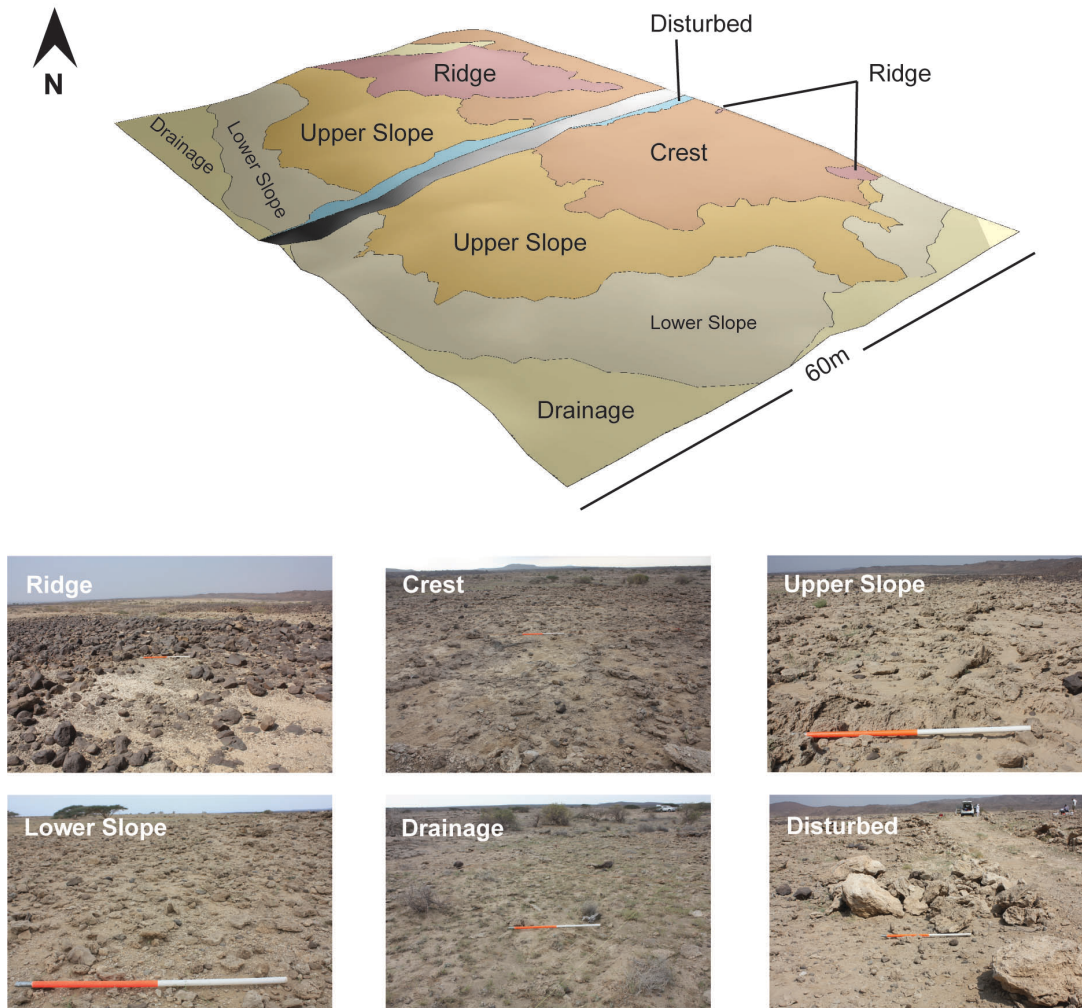 N
Disturbed
Ridge
Ridge
Upper Slope
Crest
Drainage
Lower Slope
Upper Slope
Lower Slope
60m
Drainage
Ridge
Crest
Upper Slope
Lower Slope
Drainage
Disturbed